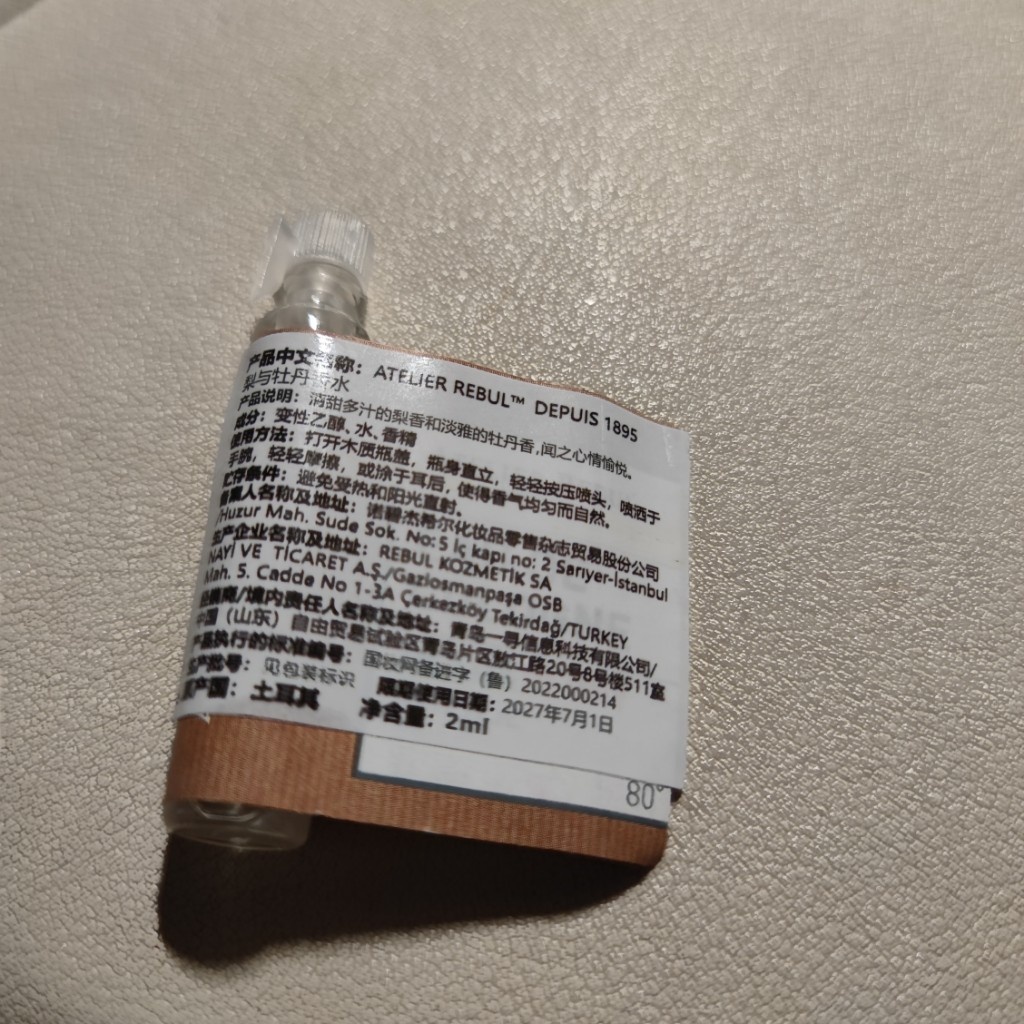 产品中文名称：ATELIER REBUL™ DEPUIS 1895
梨与牡丹香水
产品说明：清甜多汁的梨香和淡雅的牡丹香,闻之心情愉悦。
成分：变性乙醇、水、香精
使用方法：打开木质瓶盖，瓶身直立，轻轻按压喷头，喷洒于
手腕，轻轻摩擦，或涂于耳后，使得香气均匀而自然。
贮存条件：避免受热和阳光直射。
人名称及地址：诺碧杰希尔化妆品零售杂志贸易股份公司
/Huzur Mah. Sude Sok. No:5 İç kapı no: 2 Sarıyer-İstanbul
生产企业名称及地址：REBUL KOZMETİK SA
NAYİ VE TİCARET A.Ş./Gaziosmanpaşa OSB
Mah. 5. Cadde No 1-3A Çerkezköy Tekirdağ/TURKEY
/境内责任人名称及地址：青岛一寻信息科技有限公司/
中国（山东）自由贸易试验区青岛片区敖江路20号8号楼511室
产品执行的标准编号：国妆网备进字（鲁）2022000214
生产批号：见包装标识 限期使用日期：2027年7月1日
原产国：土耳其 净含量：2ml
80°